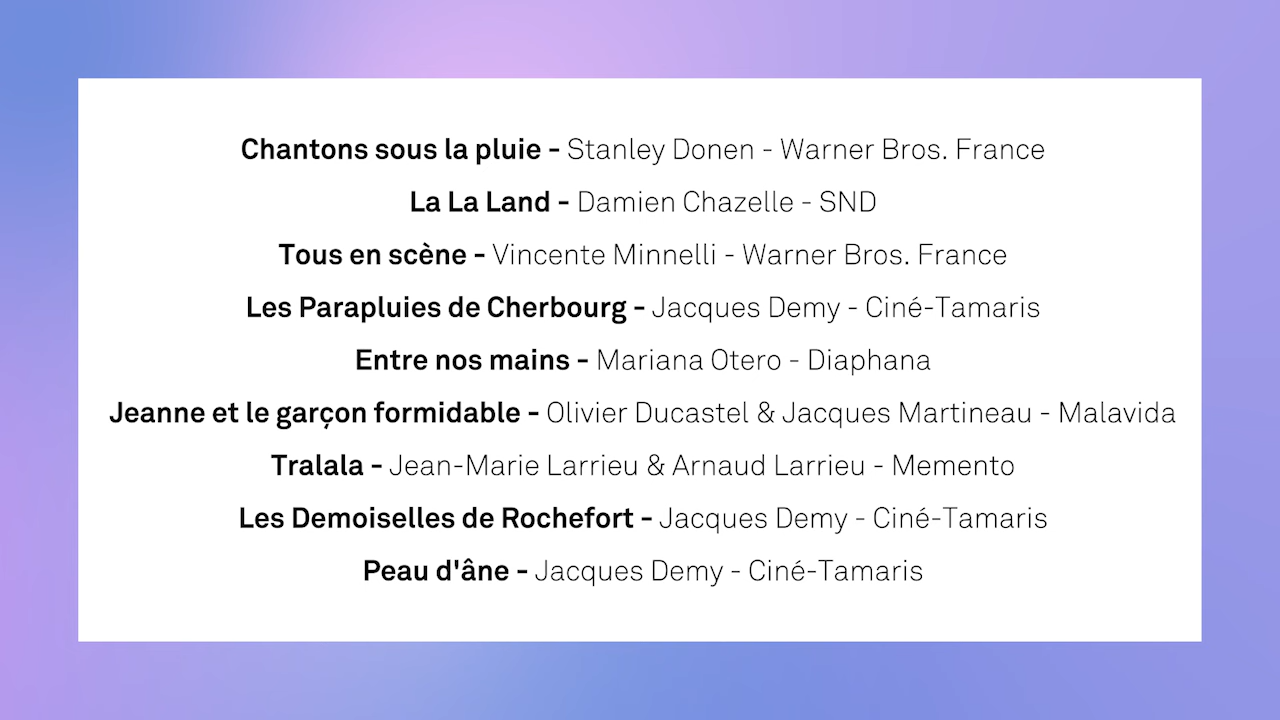 Chantons sous la pluie - Stanley Donen - Warner Bros. France
La La Land - Damien Chazelle - SND
Tous en scène - Vincente Minnelli - Warner Bros. France
Les Parapluies de Cherbourg - Jacques Demy - Ciné-Tamaris
Entre nos mains - Mariana Otero - Diaphana
Jeanne et le garçon formidable - Olivier Ducastel & Jacques Martineau - Malavida
Tralala - Jean-Marie Larrieu & Arnaud Larrieu - Memento
Les Demoiselles de Rochefort - Jacques Demy - Ciné-Tamaris
Peau d'âne - Jacques Demy - Ciné-Tamaris